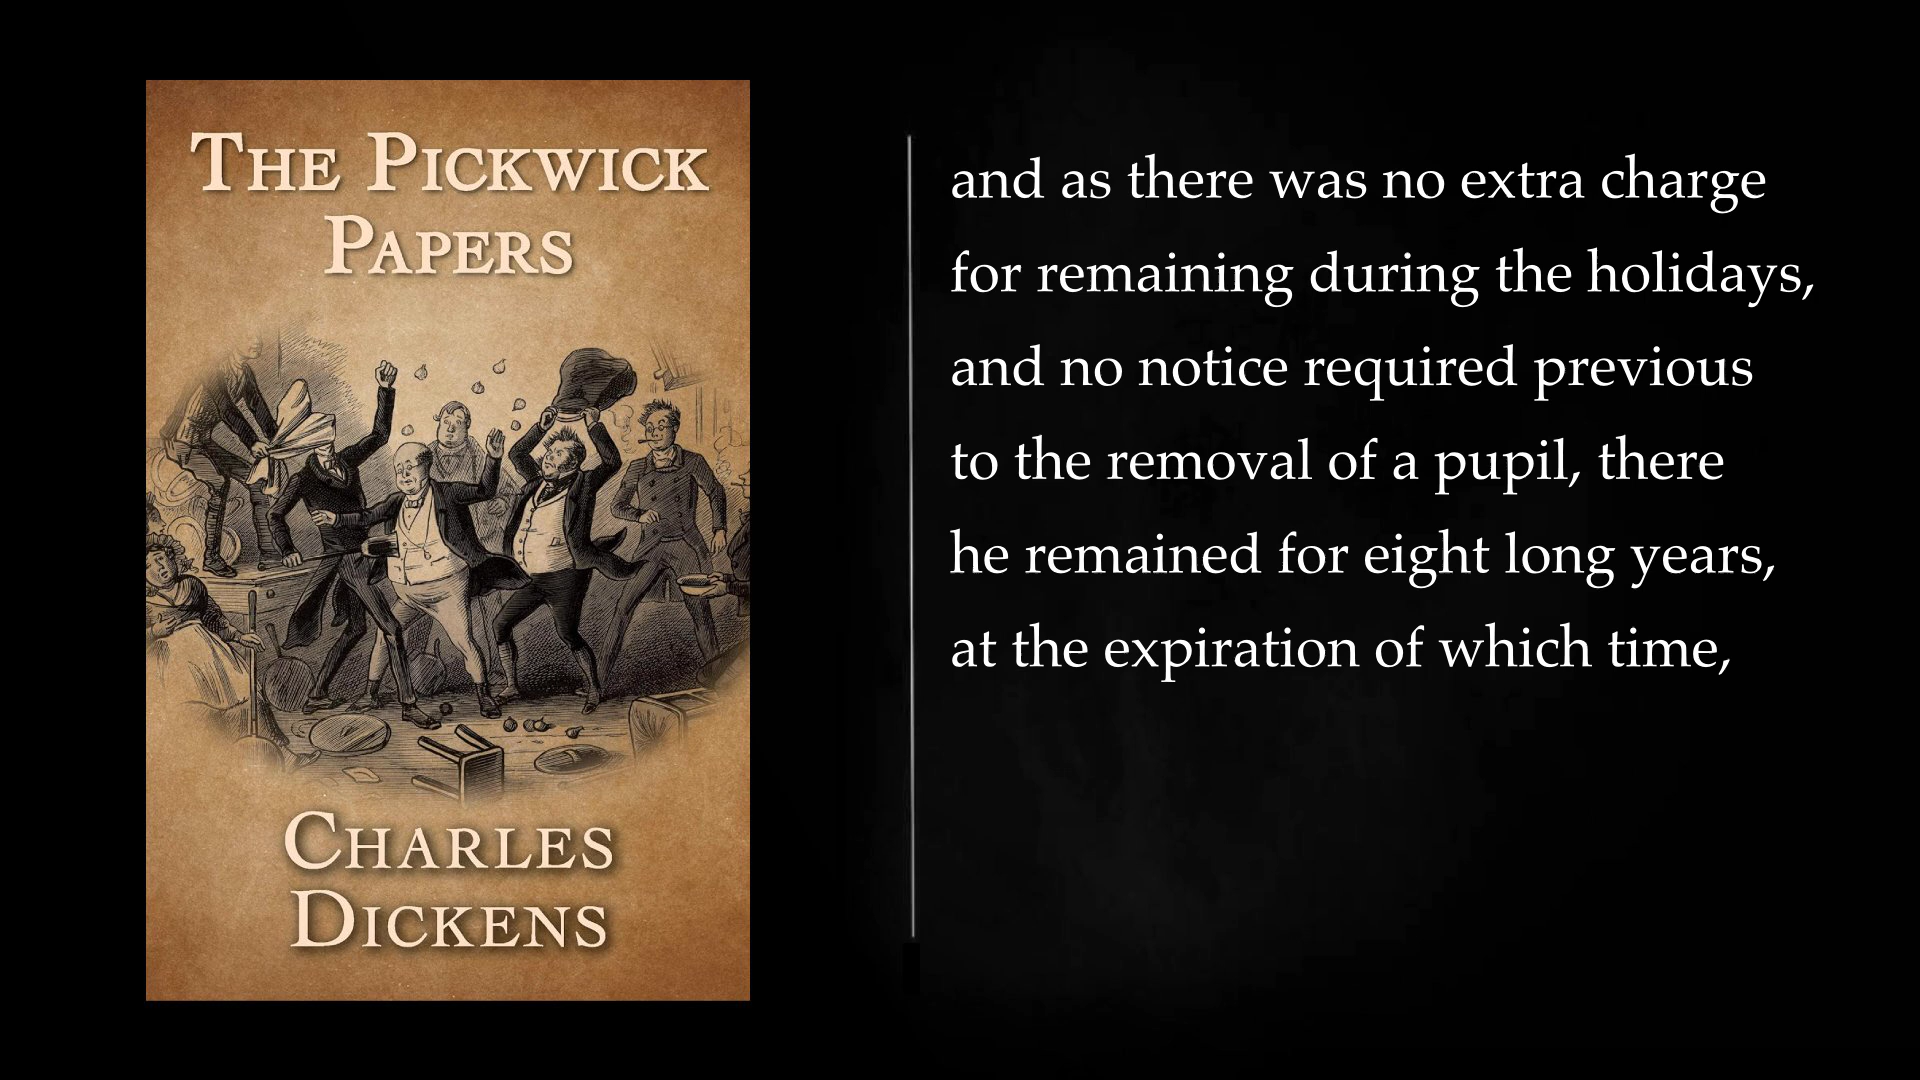 The Pickwick
Papers
Charles
Dickens
and as there was no extra charge
for remaining during the holidays,
and no notice required previous
to the removal of a pupil, there
he remained for eight long years,
at the expiration of which time,